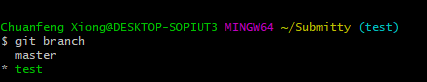 Chuanfeng Xiong@DESKTOP-SOPIUT3 MINGW64 ~/Submitty (test)
$ git branch
  master
* test